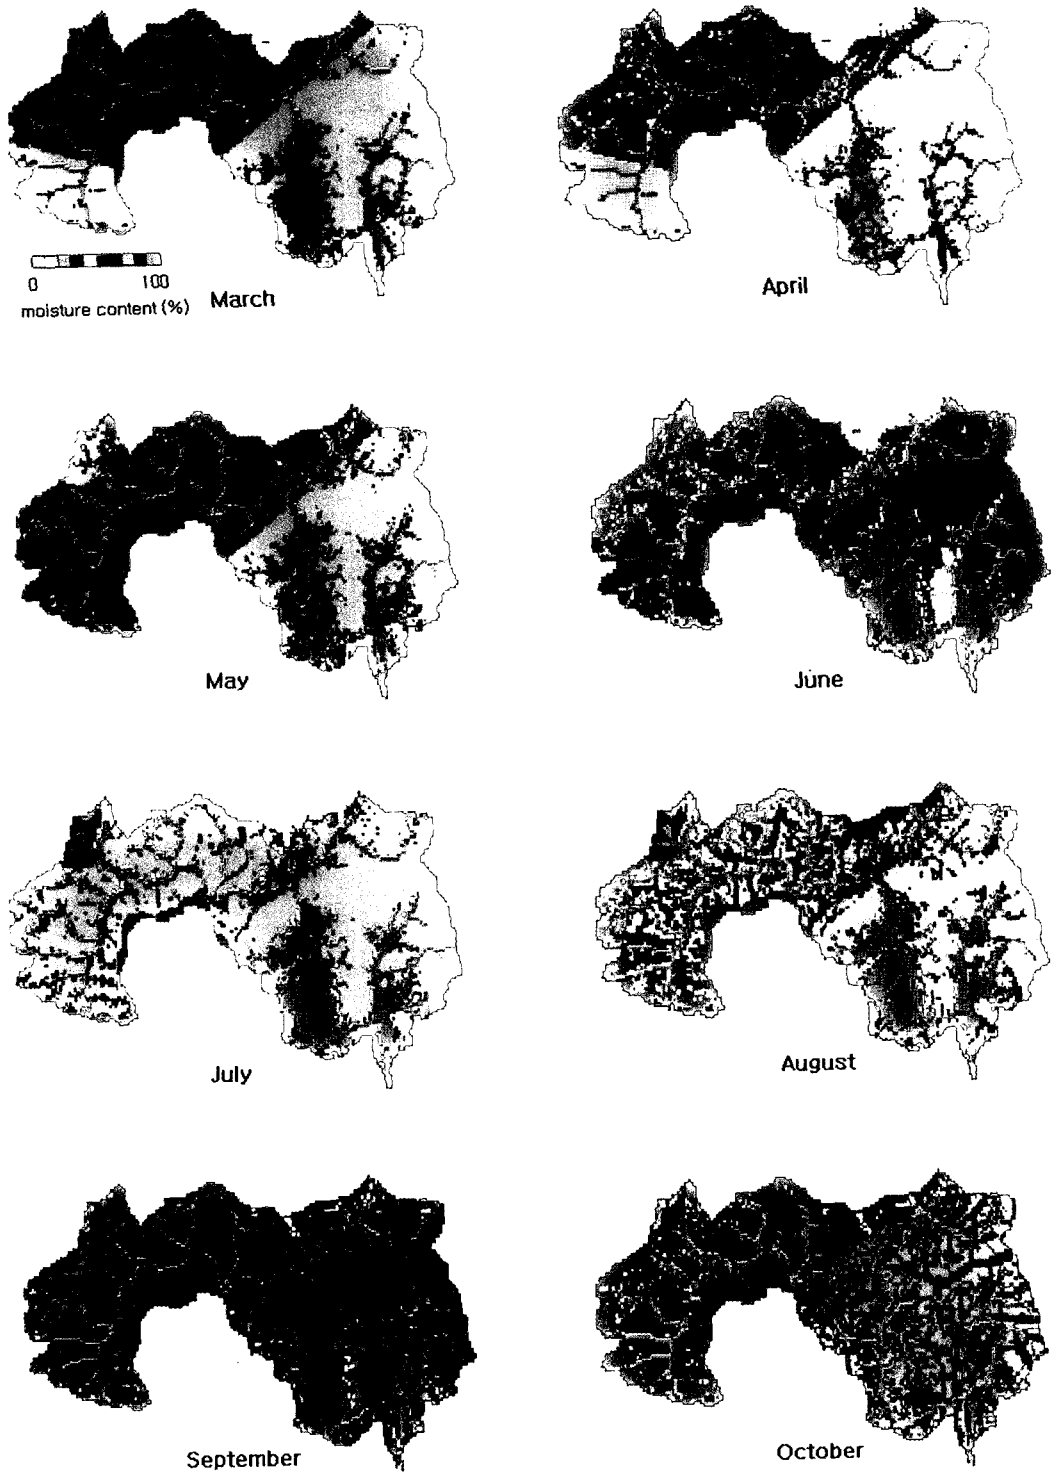 0 100
moisture content (%)
March
April
May
June
July
August
September
October